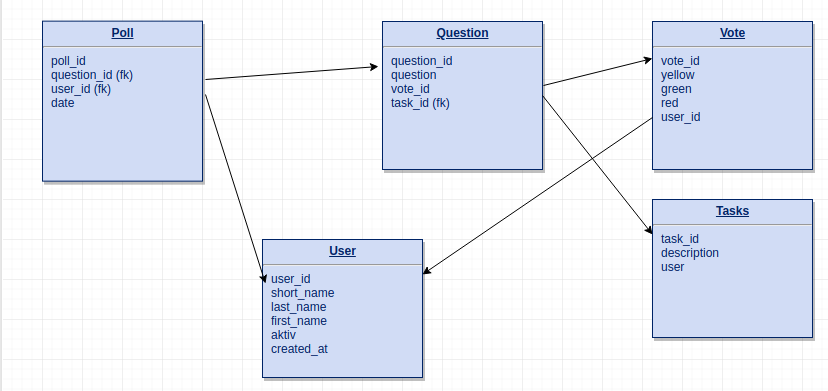 Poll
poll_id
question_id (fk)
user_id (fk)
date
Question
question_id
question
vote_id
task_id (fk)
Vote
vote_id
yellow
green
red
user_id
Tasks
task_id
description
user
User
user_id
short_name
last_name
first_name
aktiv
created_at